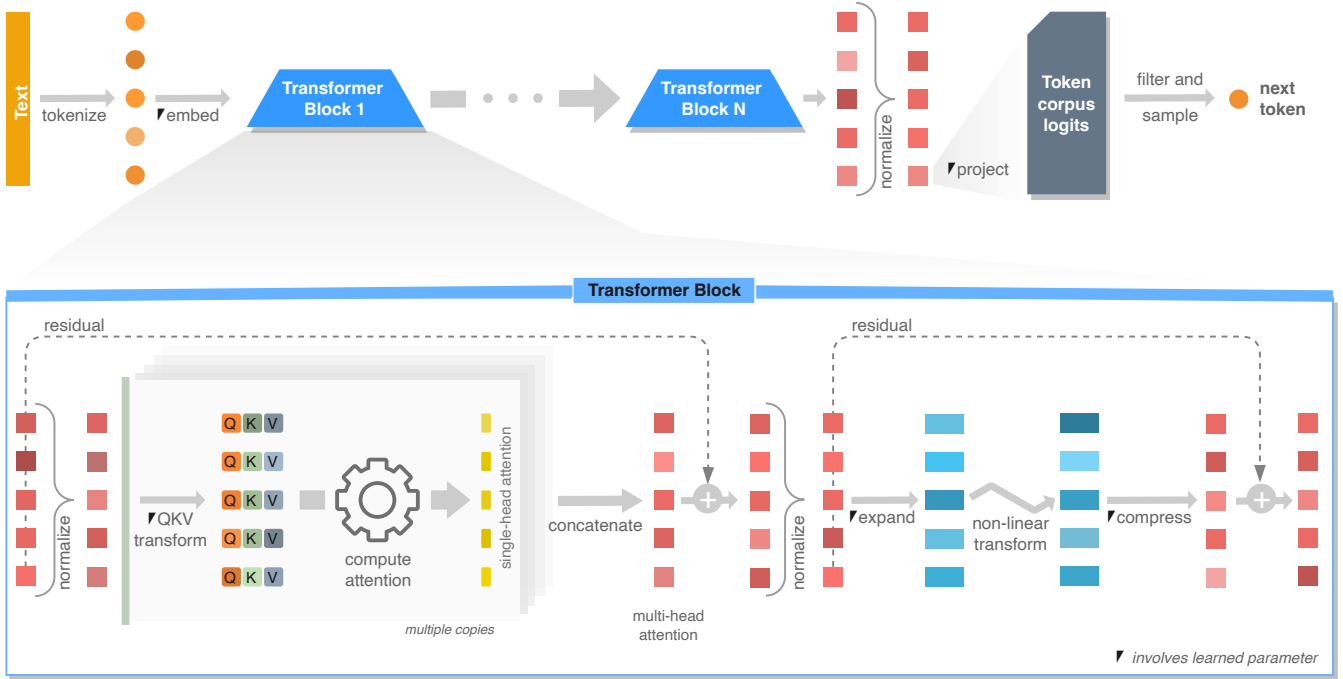 Text
tokenize
embed
Transformer
Block 1
Transformer
Block N
normalize
project
Token
corpus
logits
filter and
sample
next
token
Transformer Block
residual
normalize
QKV
transform
Q K V
Q K V
Q K V
Q K V
Q K V
compute
attention
single-head attention
multiple copies
concatenate
multi-head
attention
+
normalize
residual
expand
non-linear
transform
compress
+
involves learned parameter